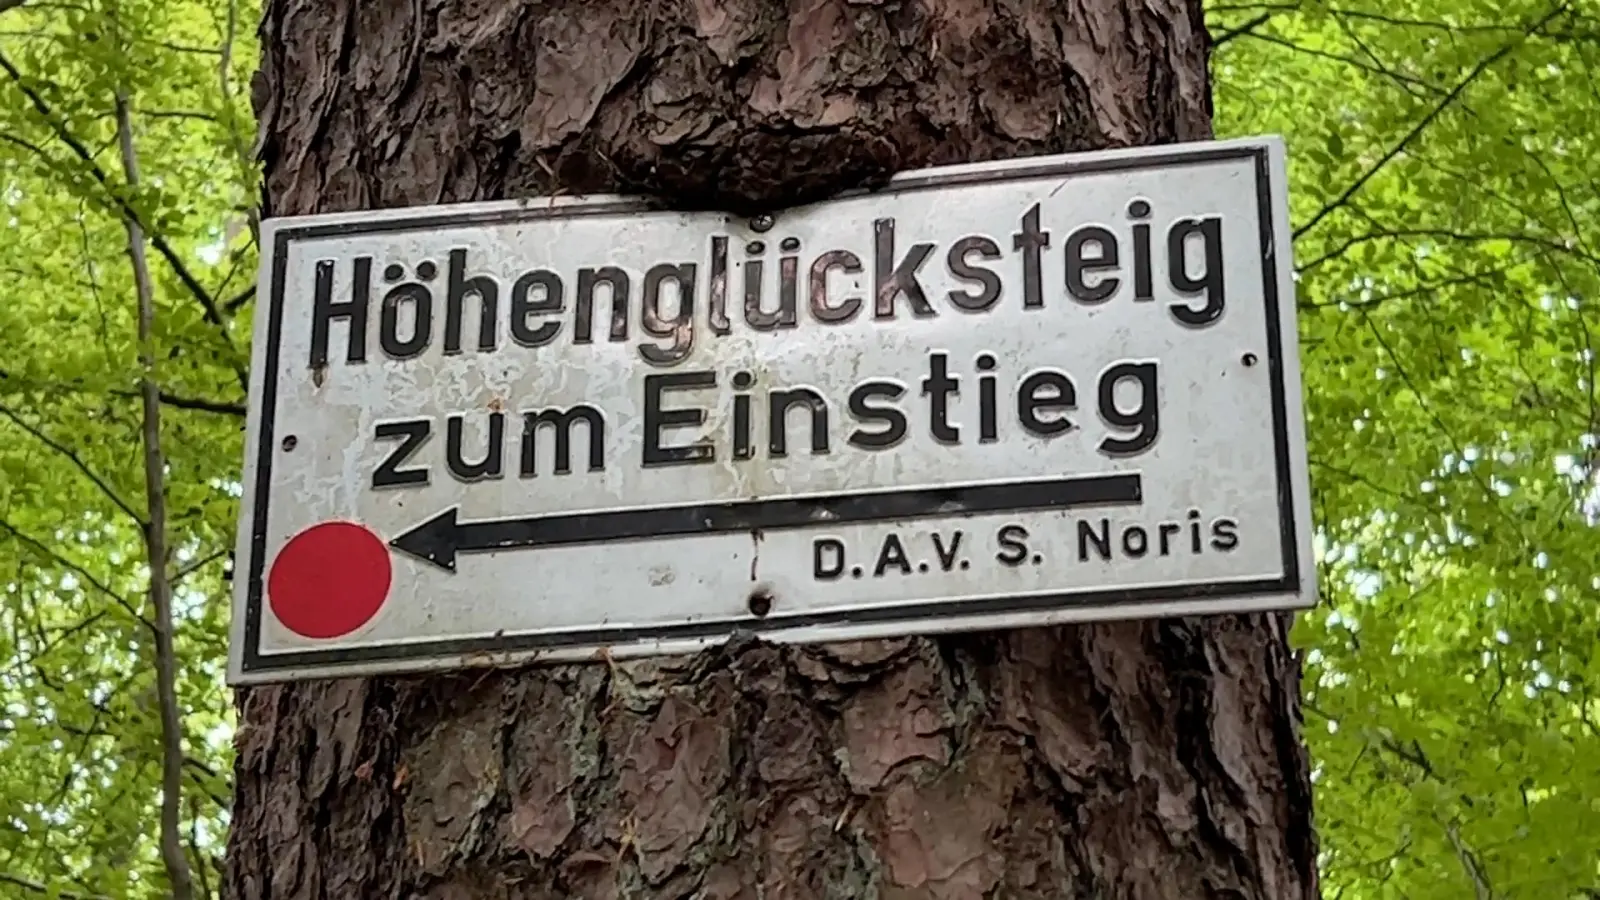 Höhenglücksteig
zum Einstieg
D.A.V. S. Noris